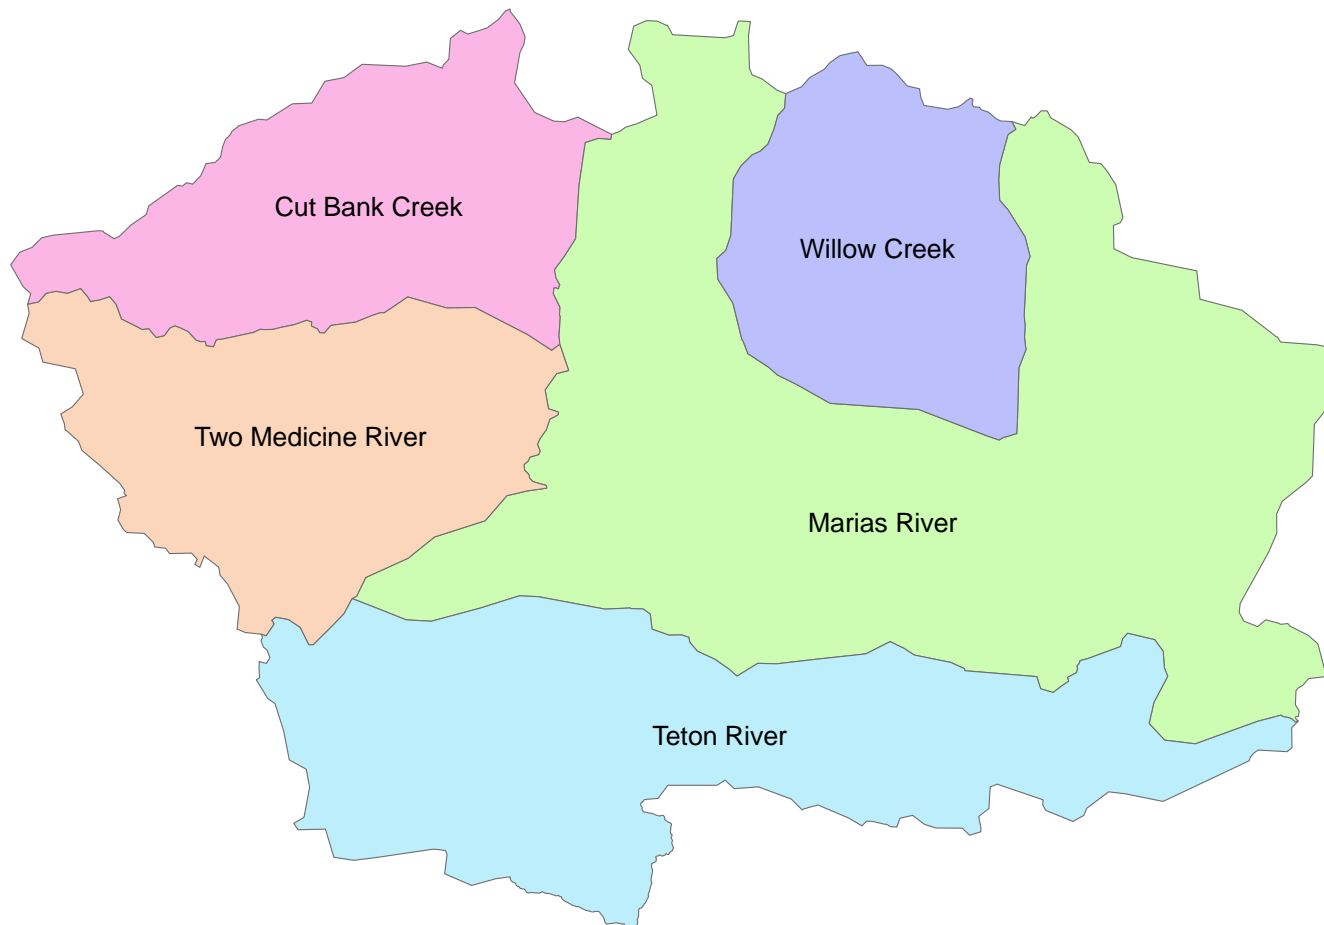 Cut Bank Creek
Willow Creek
Two Medicine River
Marias River
Teton River